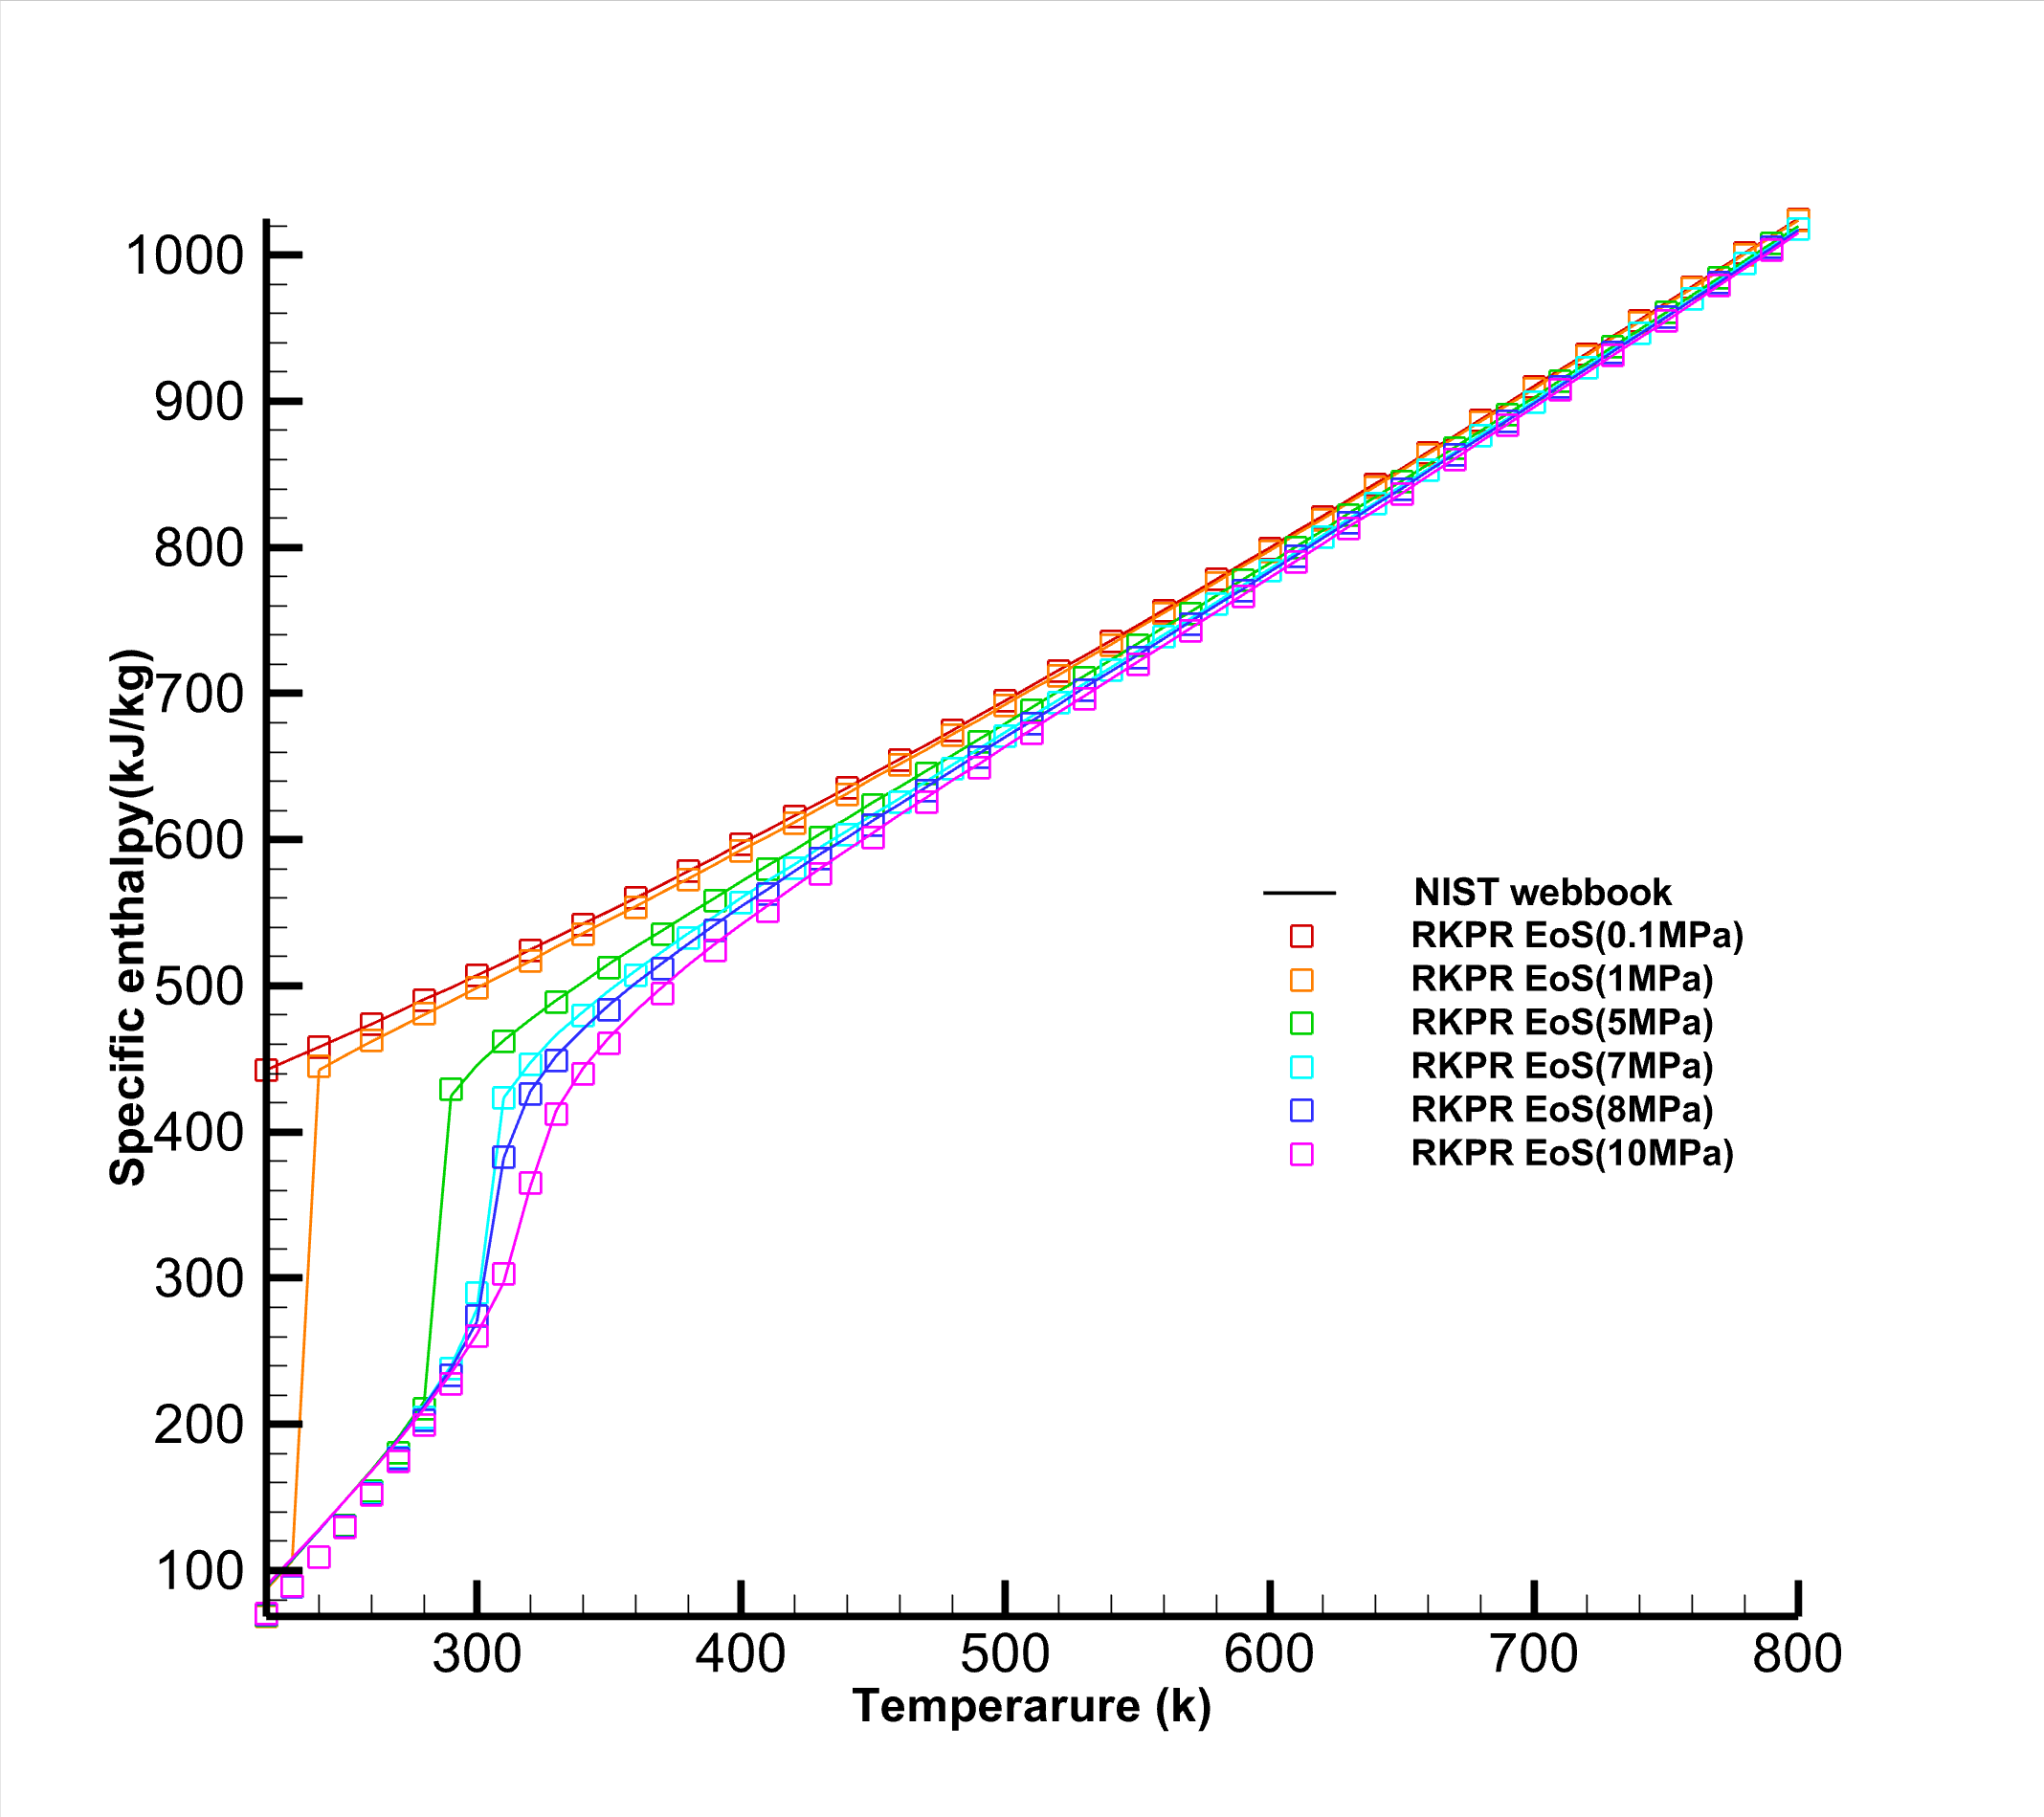 1000
900
800
700
600
500
400
300
200
100
Specific enthalpy(kJ/kg)
NIST webbook
RKPR EoS(0.1MPa)
RKPR EoS(1MPa)
RKPR EoS(5MPa)
RKPR EoS(7MPa)
RKPR EoS(8MPa)
RKPR EoS(10MPa)
300 400 500 600 700 800
Temperarure (k)